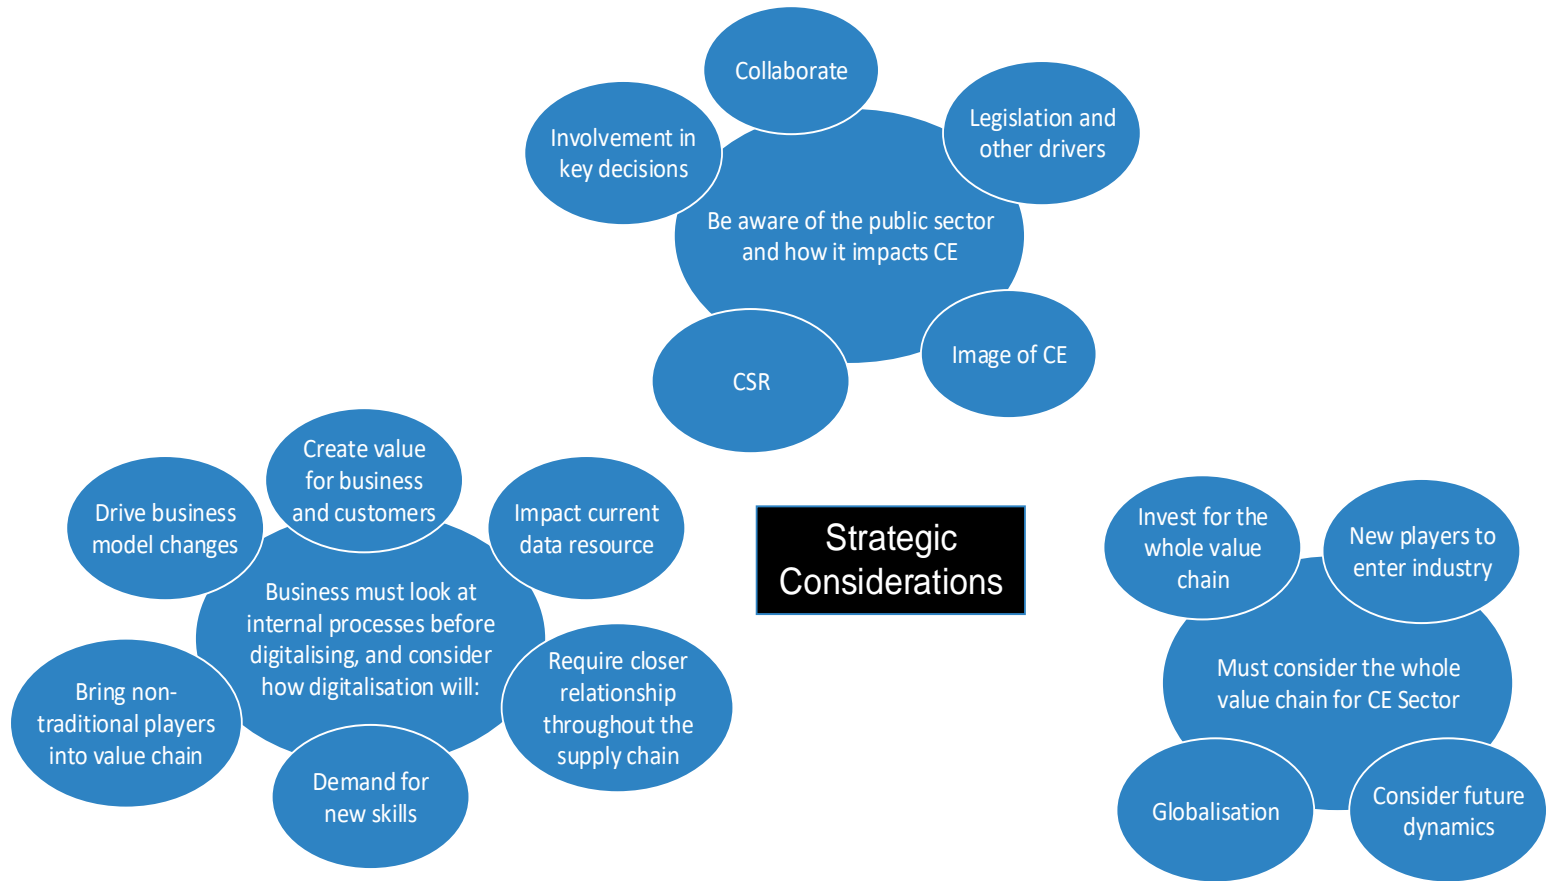 Collaborate
Legislation and
other drivers
Involvement in
key decisions
Be aware of the public sector
and how it impacts CE
Image of CE
CSR
Create value
for business
and customers
Drive business
model changes
Impact current
data resource
Business must look at
internal processes before
digitalising, and consider
how digitalisation will:
Bring non-
traditional players
into value chain
Require closer
relationship
throughout the
supply chain
Demand for
new skills
Strategic
Considerations
Invest for the
whole value
chain
New players to
enter industry
Must consider the whole
value chain for CE Sector
Globalisation
Consider future
dynamics